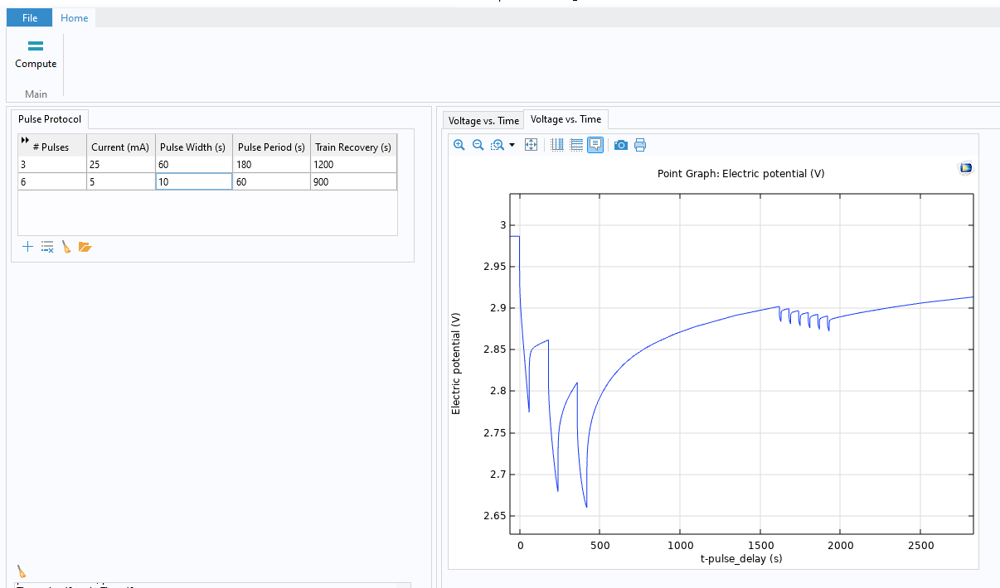 File Home
Compute
Main
Pulse Protocol
# Pulses Current (mA) Pulse Width (s) Pulse Period (s) Train Recovery (s)
3 25 60 180 1200
6 5 10 60 900
Voltage vs. Time Voltage vs. Time
Point Graph: Electric potential (V)
Electric potential (V)
3
2.95
2.9
2.85
2.8
2.75
2.7
2.65
0 500 1000 1500 2000 2500
t-pulse_delay (s)